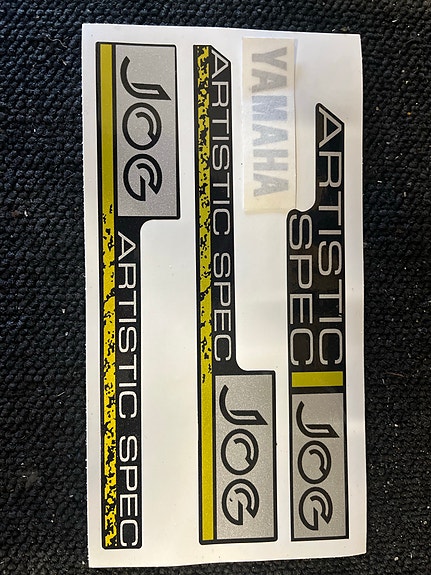 JOG
ARTISTIC SPEC
ARTISTIC SPEC
JOG
YAMAHA
ARTISTIC
SPEC
JOG